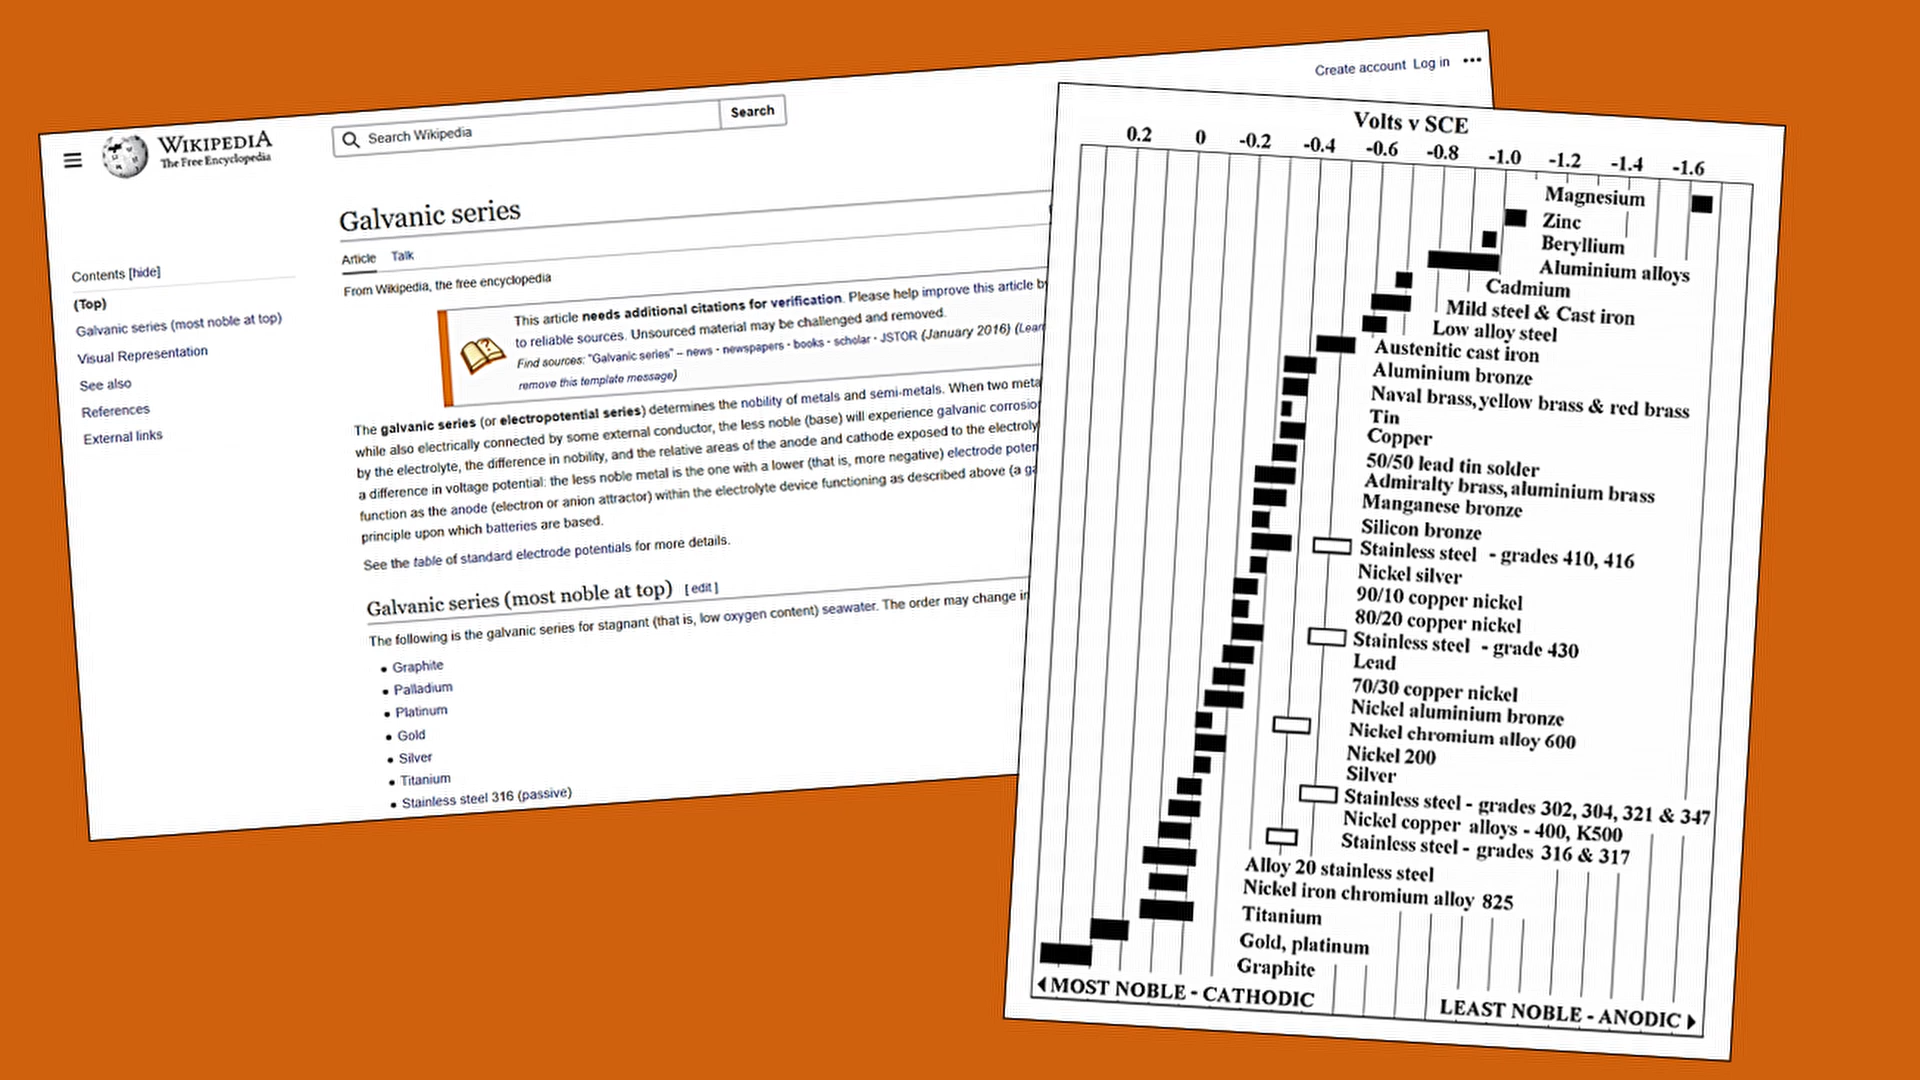 Create account Log in
WIKIPEDIA
The Free Encyclopedia
Search Wikipedia
Search
Galvanic series
Article Talk
From Wikipedia, the free encyclopedia
Contents [hide]
(Top)
Galvanic series (most noble at top)
Visual Representation
See also
References
External links
This article needs additional citations for verification. Please help improve this article by
to reliable sources. Unsourced material may be challenged and removed.
Find sources: "Galvanic series" – news · newspapers · books · scholar · JSTOR (January 2016) (Lear
remove this template message)
The galvanic series (or electropotential series) determines the nobility of metals and semi-metals. When two meta
while also electrically connected by some external conductor, the less noble (base) will experience galvanic corrosio
by the electrolyte, the difference in nobility, and the relative areas of the anode and cathode exposed to the electroly
a difference in voltage potential: the less noble metal is the one with a lower (that is, more negative) electrode poten
function as the anode (electron or anion attractor) within the electrolyte device functioning as described above (a ga
principle upon which batteries are based.
See the table of standard electrode potentials for more details.
Galvanic series (most noble at top) [edit]
The following is the galvanic series for stagnant (that is, low oxygen content) seawater. The order may change in
• Graphite
• Palladium
• Platinum
• Gold
• Silver
• Titanium
• Stainless steel 316 (passive)
Volts v SCE
0.2 0 -0.2 -0.4 -0.6 -0.8 -1.0 -1.2 -1.4 -1.6
Magnesium
Zinc
Beryllium
Aluminium alloys
Cadmium
Mild steel & Cast iron
Low alloy steel
Austenitic cast iron
Aluminium bronze
Naval brass, yellow brass & red brass
Tin
Copper
50/50 lead tin solder
Admiralty brass, aluminium brass
Manganese bronze
Silicon bronze
Stainless steel - grades 410, 416
Nickel silver
90/10 copper nickel
80/20 copper nickel
Stainless steel - grade 430
Lead
70/30 copper nickel
Nickel aluminium bronze
Nickel chromium alloy 600
Nickel 200
Silver
Stainless steel - grades 302, 304, 321 & 347
Nickel copper alloys - 400, K500
Stainless steel - grades 316 & 317
Alloy 20 stainless steel
Nickel iron chromium alloy 825
Titanium
Gold, platinum
Graphite
MOST NOBLE - CATHODIC
LEAST NOBLE - ANODIC